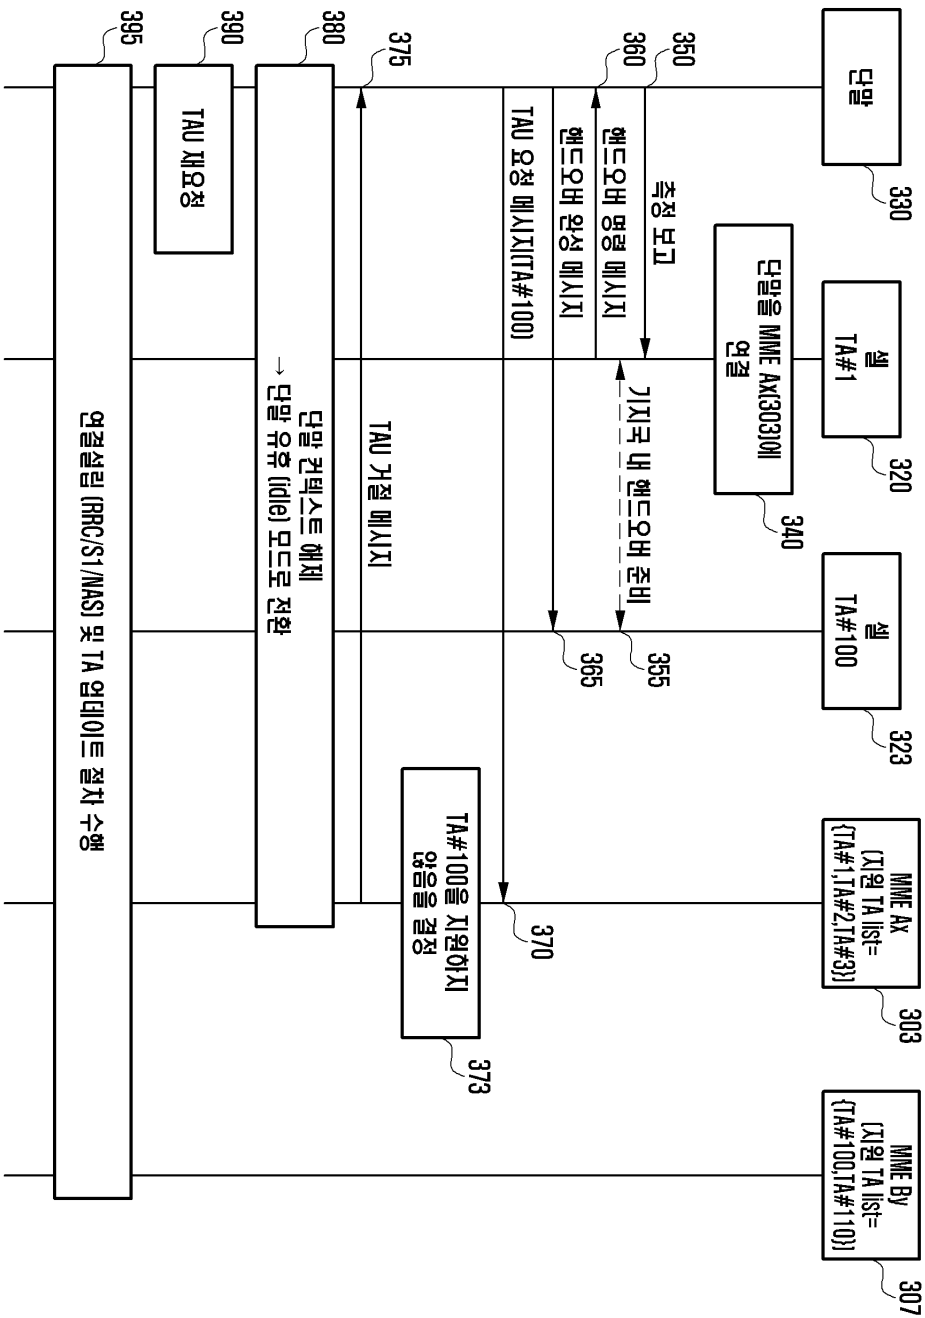 단말
330
셀
TA#1
320
셀
TA#100
323
MME Ax
(지원 TA list=
{TA#1,TA#2,TA#3})
303
MME By
(지원 TA list=
{TA#100,TA#110})
307
단말을 MME Ax(303)에
연결
340
350
측정 보고
기지국 내 핸드오버 준비
355
360
핸드오버 명령 메시지
핸드오버 완성 메시지
365
TAU 요청 메시지(TA#100)
370
TA#100을 지원하지
않음을 결정
373
375
TAU 거절 메시지
380
단말 컨텍스트 해제
→ 단말 유휴 (idle) 모드로 전환
390
TAU 재요청
395
연결설립 (RRC/S1/NAS) 및 TA 업데이트 절차 수행